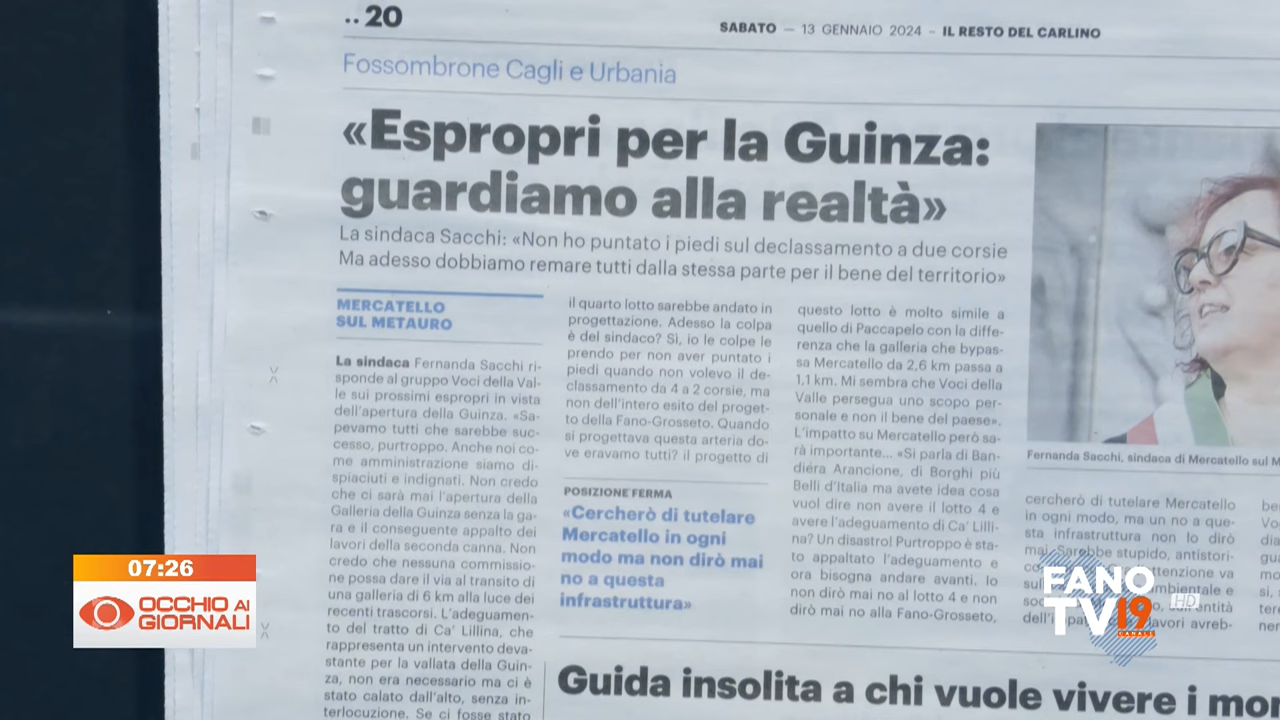 .. 20
SABATO — 13 GENNAIO 2024 – IL RESTO DEL CARLINO
Fossombrone Cagli e Urbania
«Espropri per la Guinza:
guardiamo alla realtà»
La sindaca Sacchi: «Non ho puntato i piedi sul declassamento a due corsie
Ma adesso dobbiamo remare tutti dalla stessa parte per il bene del territorio»
MERCATELLO
SUL METAURO
La sindaca Fernanda Sacchi ri-
sponde al gruppo Voci della Val-
le sui prossimi espropri in vista
dell'apertura della Guinza. «Sa-
pevamo tutti che sarebbe suc-
cesso, purtroppo. Anche noi co-
me amministrazione siamo di-
spiaciuti e indignati. Non credo
che ci sarà mai l'apertura della
Galleria della Guinza senza la ga-
ra e il conseguente appalto dei
lavori della seconda canna. Non
credo che nessuna commissio-
ne possa dare il via al transito di
una galleria di 6 km alla luce dei
recenti trascorsi. L'adeguamen-
to del tratto di Ca' Lillina, che
rappresenta un intervento deva-
stante per la vallata della Guin-
za, non era necessario ma ci è
stato calato dall'alto, senza in-
terlocuzione. Se ci fosse stato
il quarto lotto sarebbe andato in
progettazione. Adesso la colpa
è del sindaco? Sì, io le colpe le
prendo per non aver puntato i
piedi quando non volevo il de-
classamento da 4 a 2 corsie, ma
non dell'intero esito del proget-
to della Fano-Grosseto. Quando
si progettava questa arteria do-
ve eravamo tutti? il progetto di
POSIZIONE FERMA
«Cercherò di tutelare
Mercatello in ogni
modo ma non dirò mai
no a questa
infrastruttura»
questo lotto è molto simile a
quello di Paccapelo con la diffe-
renza che la galleria che bypas-
sa Mercatello da 2,6 km passa a
1,1 km. Mi sembra che Voci della
Valle persegua uno scopo per-
sonale e non il bene del paese».
L'impatto su Mercatello però sa-
rà importante... «Si parla di Ban-
diera Arancione, di Borghi più
Belli d'Italia ma avete idea cosa
vuol dire non avere il lotto 4 e
avere l'adeguamento di Ca' Lilli-
na? Un disastro! Purtroppo è sta-
to appaltato l'adeguamento e
ora bisogna andare avanti. Io
non dirò mai no al lotto 4 e non
dirò mai no alla Fano-Grosseto,
Fernanda Sacchi, sindaca di Mercatello sul M
cercherò di tutelare Mercatello
in ogni modo, ma un no a que-
sta infrastruttura non lo dirò
mai. Sarebbe stupido, antistori-
ttenzione va
mbientale e
entità
dell'
lavori avreb-
Guida insolita a chi vuole vivere i mo
07:26
OCCHIO AI
GIORNALI
FANO
TV 19 HD
CANALE